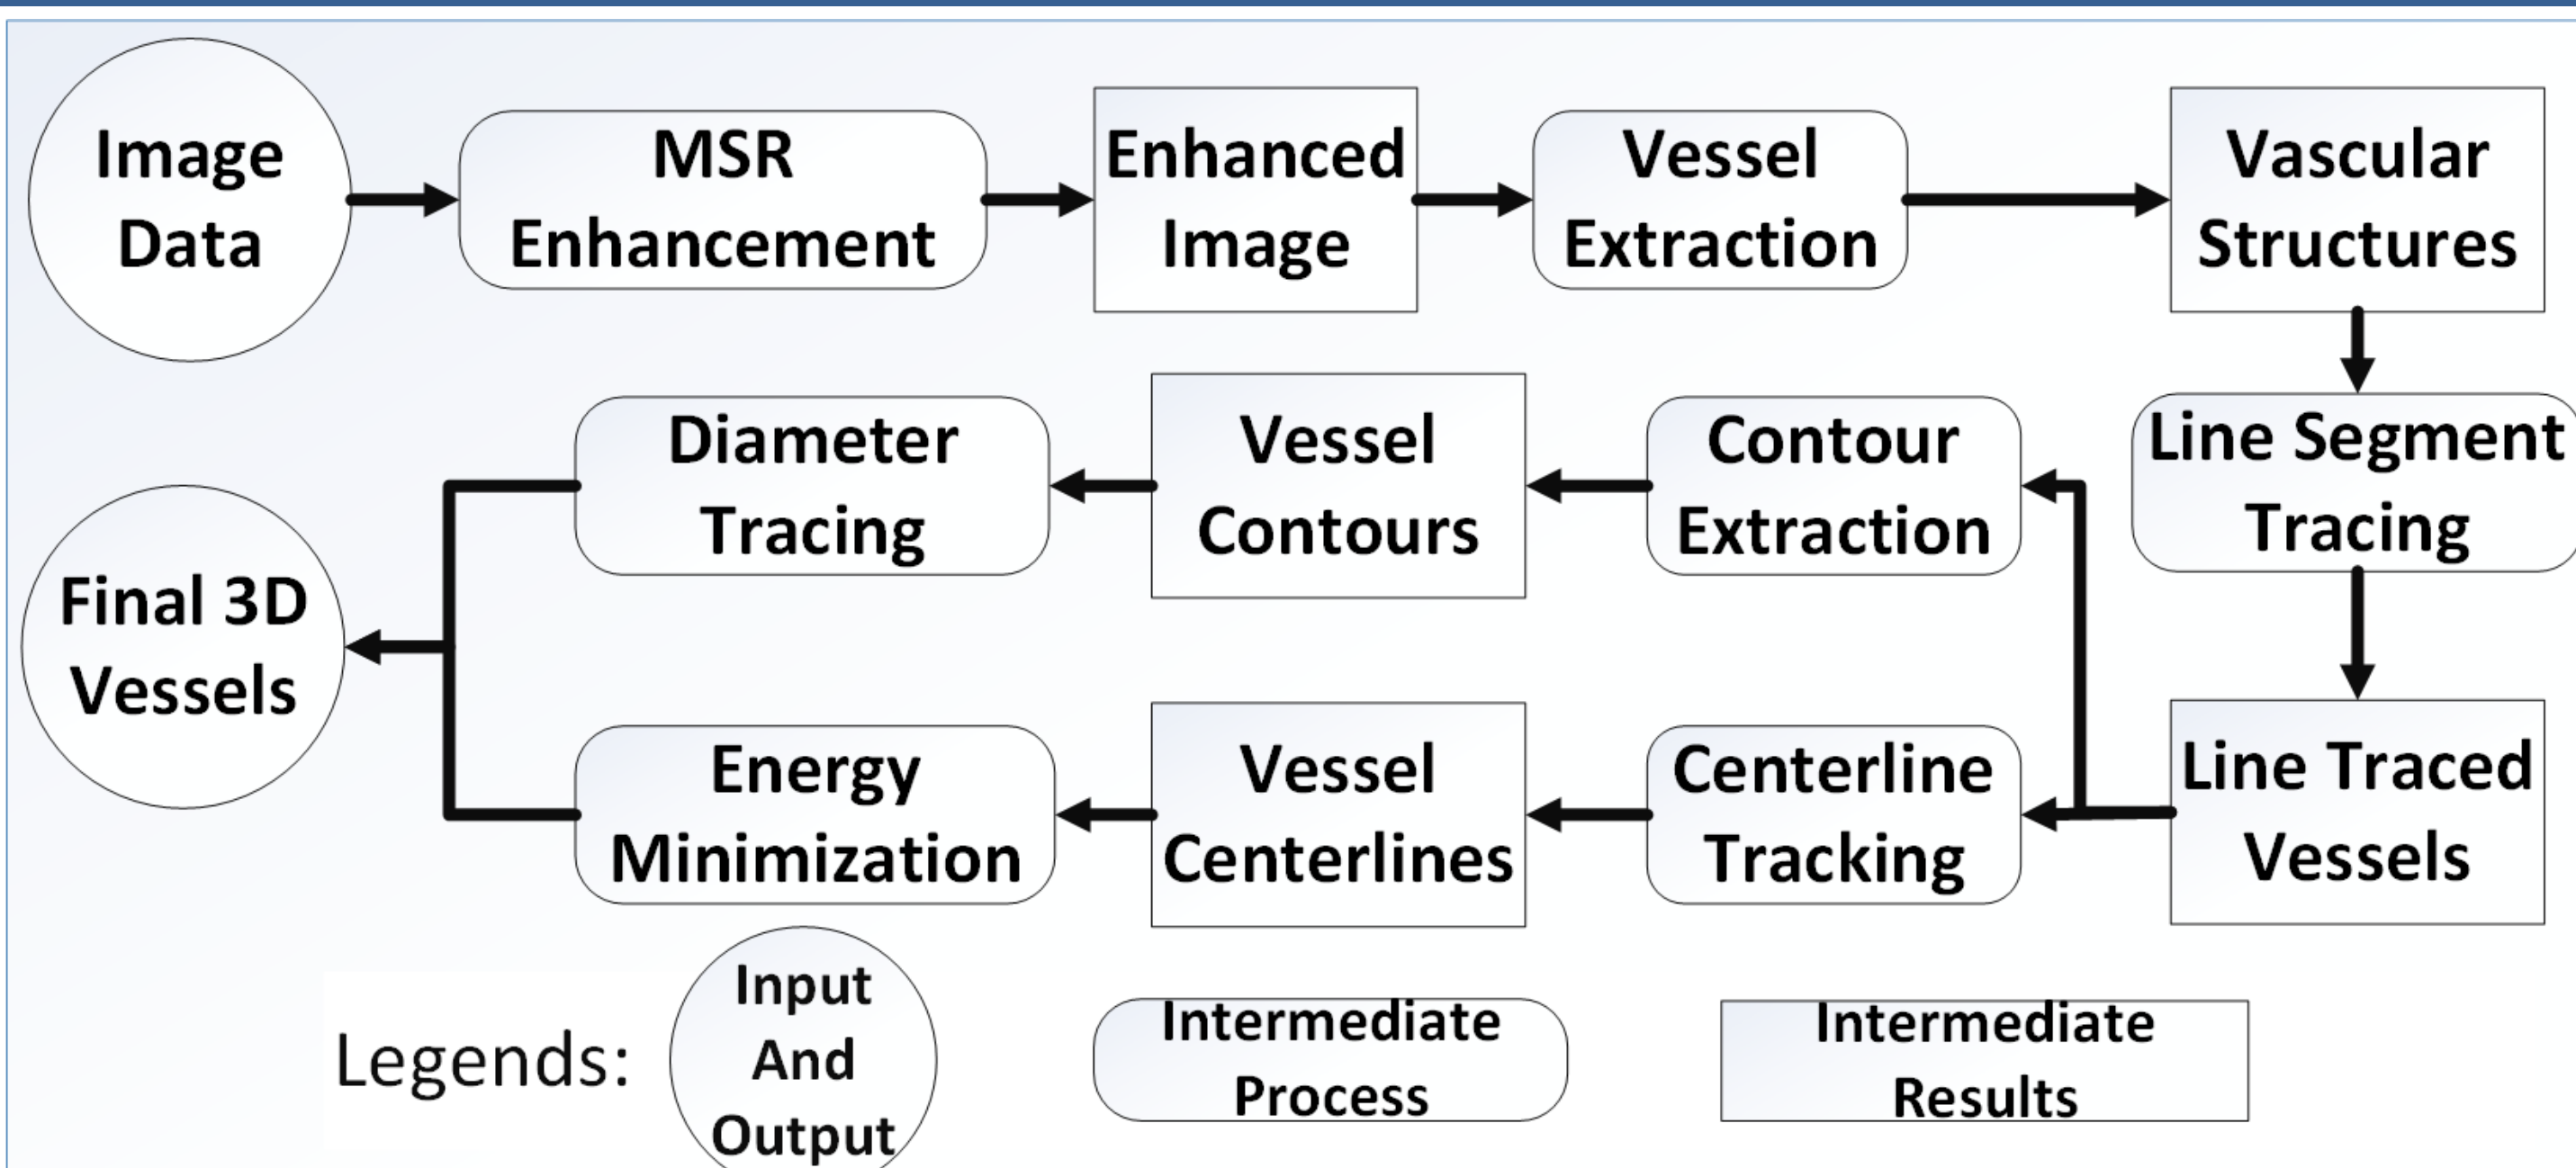 Image
Data
MSR
Enhancement
Enhanced
Image
Vessel
Extraction
Vascular
Structures
Line Segment
Tracing
Line Traced
Vessels
Contour
Extraction
Vessel
Contours
Diameter
Tracing
Centerline
Tracking
Vessel
Centerlines
Energy
Minimization
Final 3D
Vessels
Legends:
Input
And
Output
Intermediate
Process
Intermediate
Results